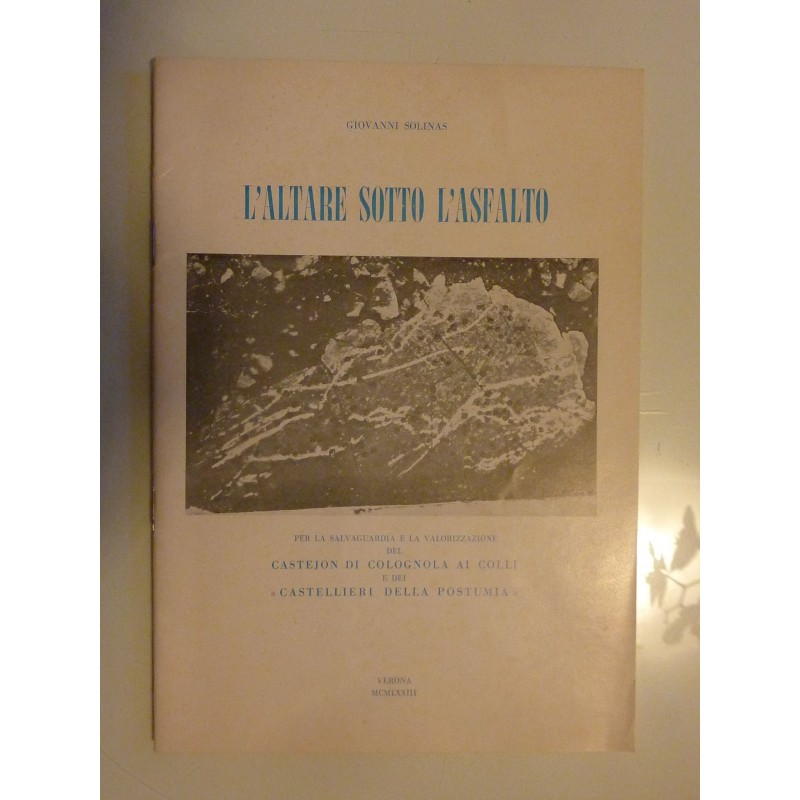 GIOVANNI SOLINAS
L'ALTARE SOTTO L'ASFALTO
PER LA SALVAGUARDIA E LA VALORIZZAZIONE
DEL
CASTEJON DI COLOGNOLA AI COLLI
E DEI
« CASTELLIERI DELLA POSTUMIA »
VERONA
MCMLXXIII